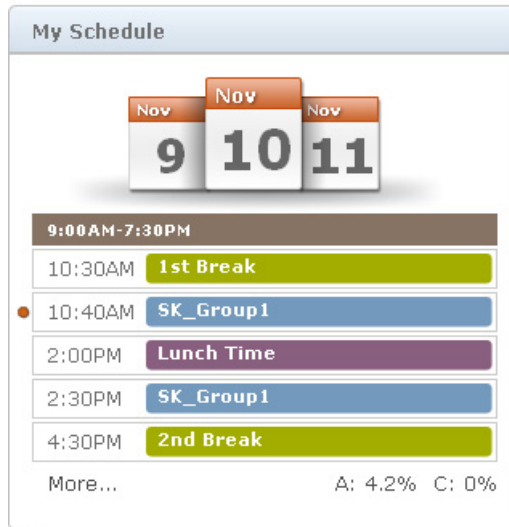 My Schedule
Nov Nov Nov
9 10 11
9:00AM-7:30PM
10:30AM 1st Break
10:40AM SK_Group1
2:00PM Lunch Time
2:30PM SK_Group1
4:30PM 2nd Break
More... A: 4.2% C: 0%